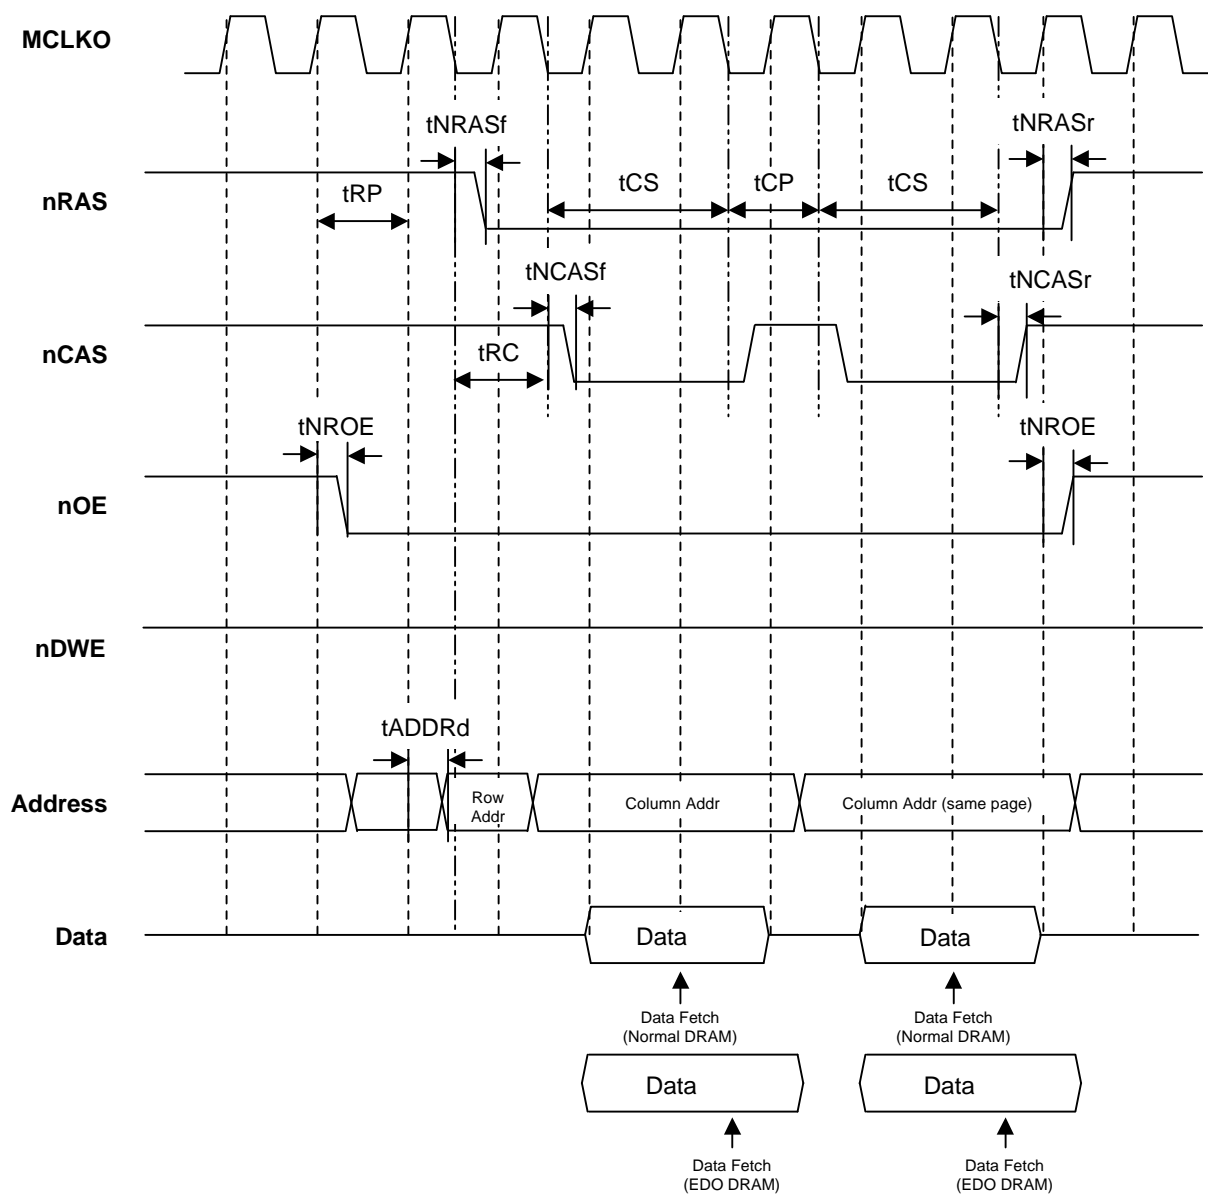 MCLKO
tNRASf
tNRASr
nRAS
tRP
tCS
tCP
tCS
tNCASf
tNCASr
nCAS
tRC
tNROE
tNROE
nOE
nDWE
tADDRd
Address
Row
Addr
Column Addr
Column Addr (same page)
Data
Data
Data
Data Fetch
(Normal DRAM)
Data Fetch
(Normal DRAM)
Data
Data
Data Fetch
(EDO DRAM)
Data Fetch
(EDO DRAM)